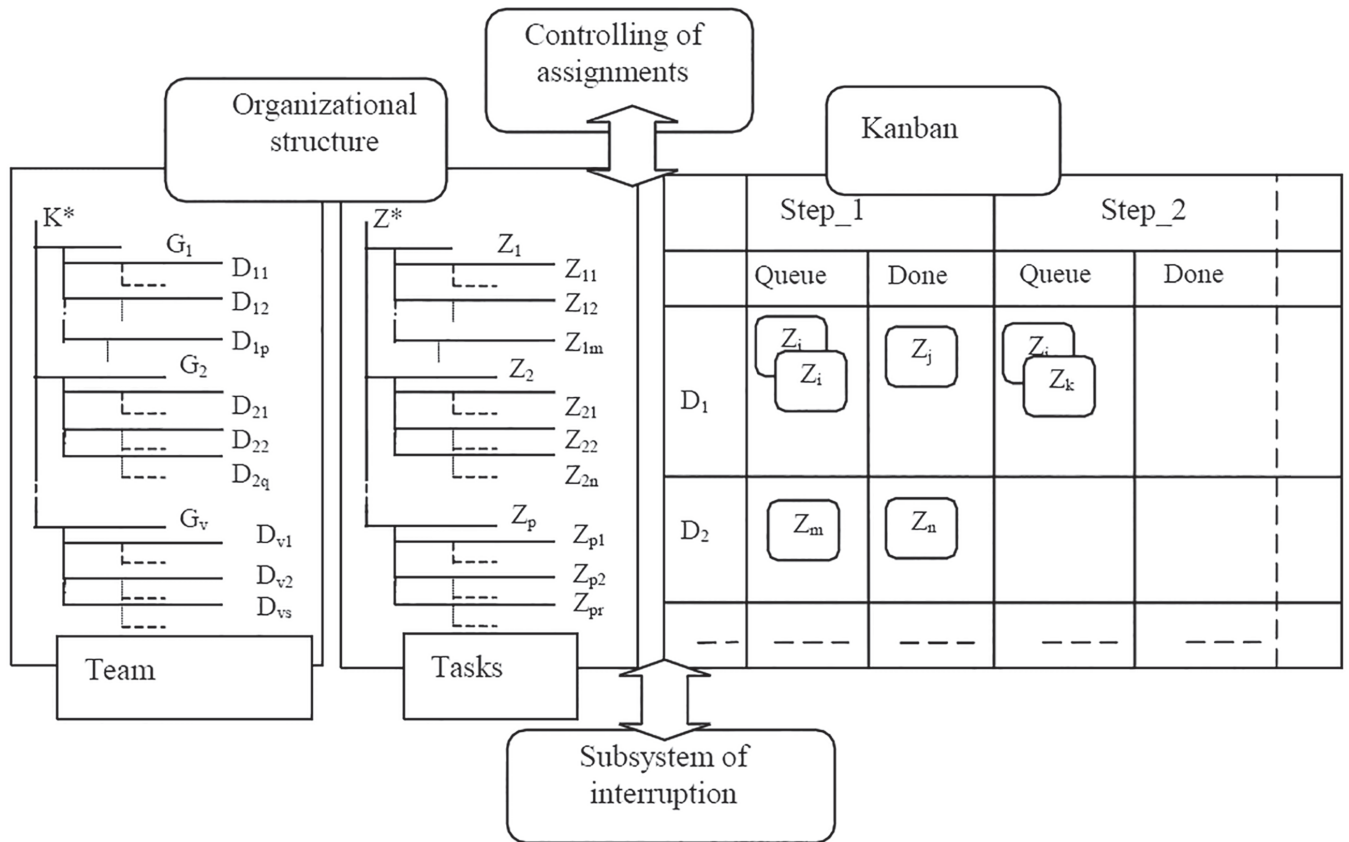 Controlling of
assignments
Organizational
structure
Kanban
K*
G₁
D₁₁
D₁₂
D₁ₚ
G₂
D₂₁
D₂₂
D₂q
Gᵥ
Dᵥ₁
Dᵥ₂
Dᵥₛ
Team
Z*
Z₁
Z₁₁
Z₁₂
Z₁ₘ
Z₂
Z₂₁
Z₂₂
Z₂ₙ
Zₚ
Zₚ₁
Zₚ₂
Zₚᵣ
Tasks
Step_1 Step_2
Queue Done Queue Done
D₁
Zᵢ
Zᵢ
Zⱼ
Zₖ
D₂ Zₘ Zₙ
Subsystem of
interruption